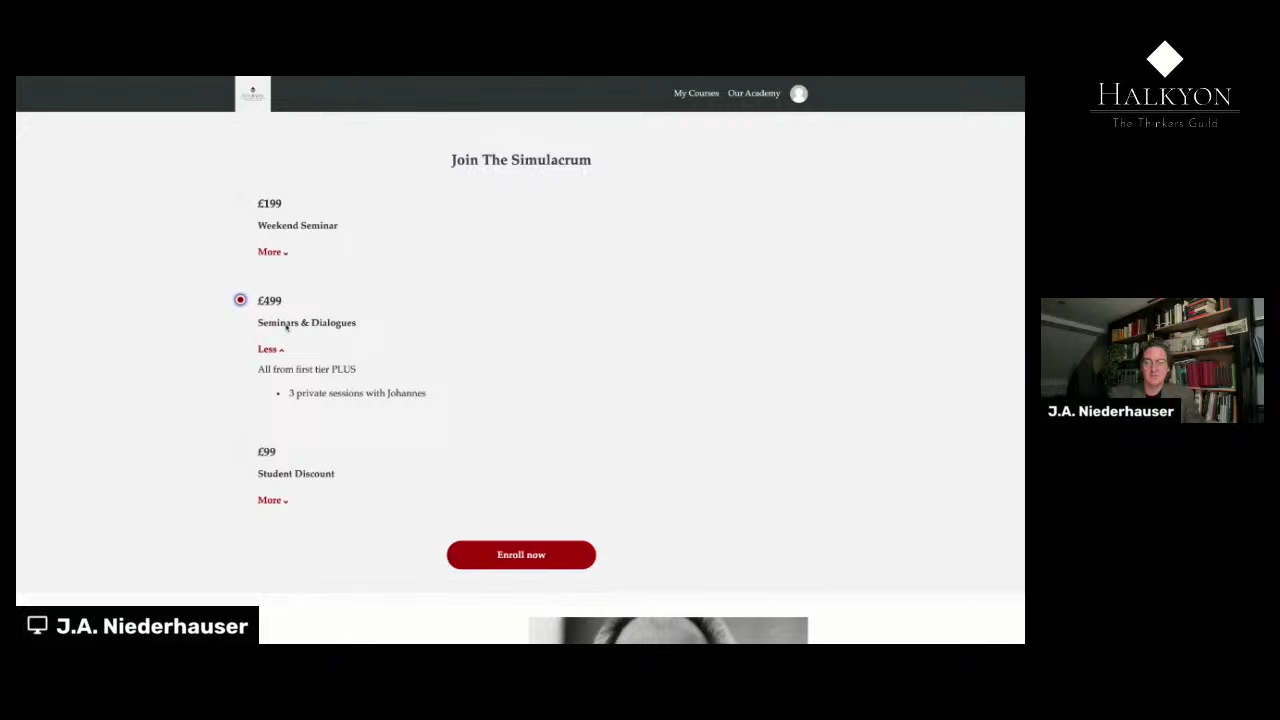 HALKYON
The Thinkers Guild
HALKYON
My Courses Our Academy
Join The Simulacrum
£199
Weekend Seminar
More
£499
Seminars & Dialogues
Less
All from first tier PLUS
• 3 private sessions with Johannes
£99
Student Discount
More
Enroll now
J.A. Niederhauser
J.A. Niederhauser